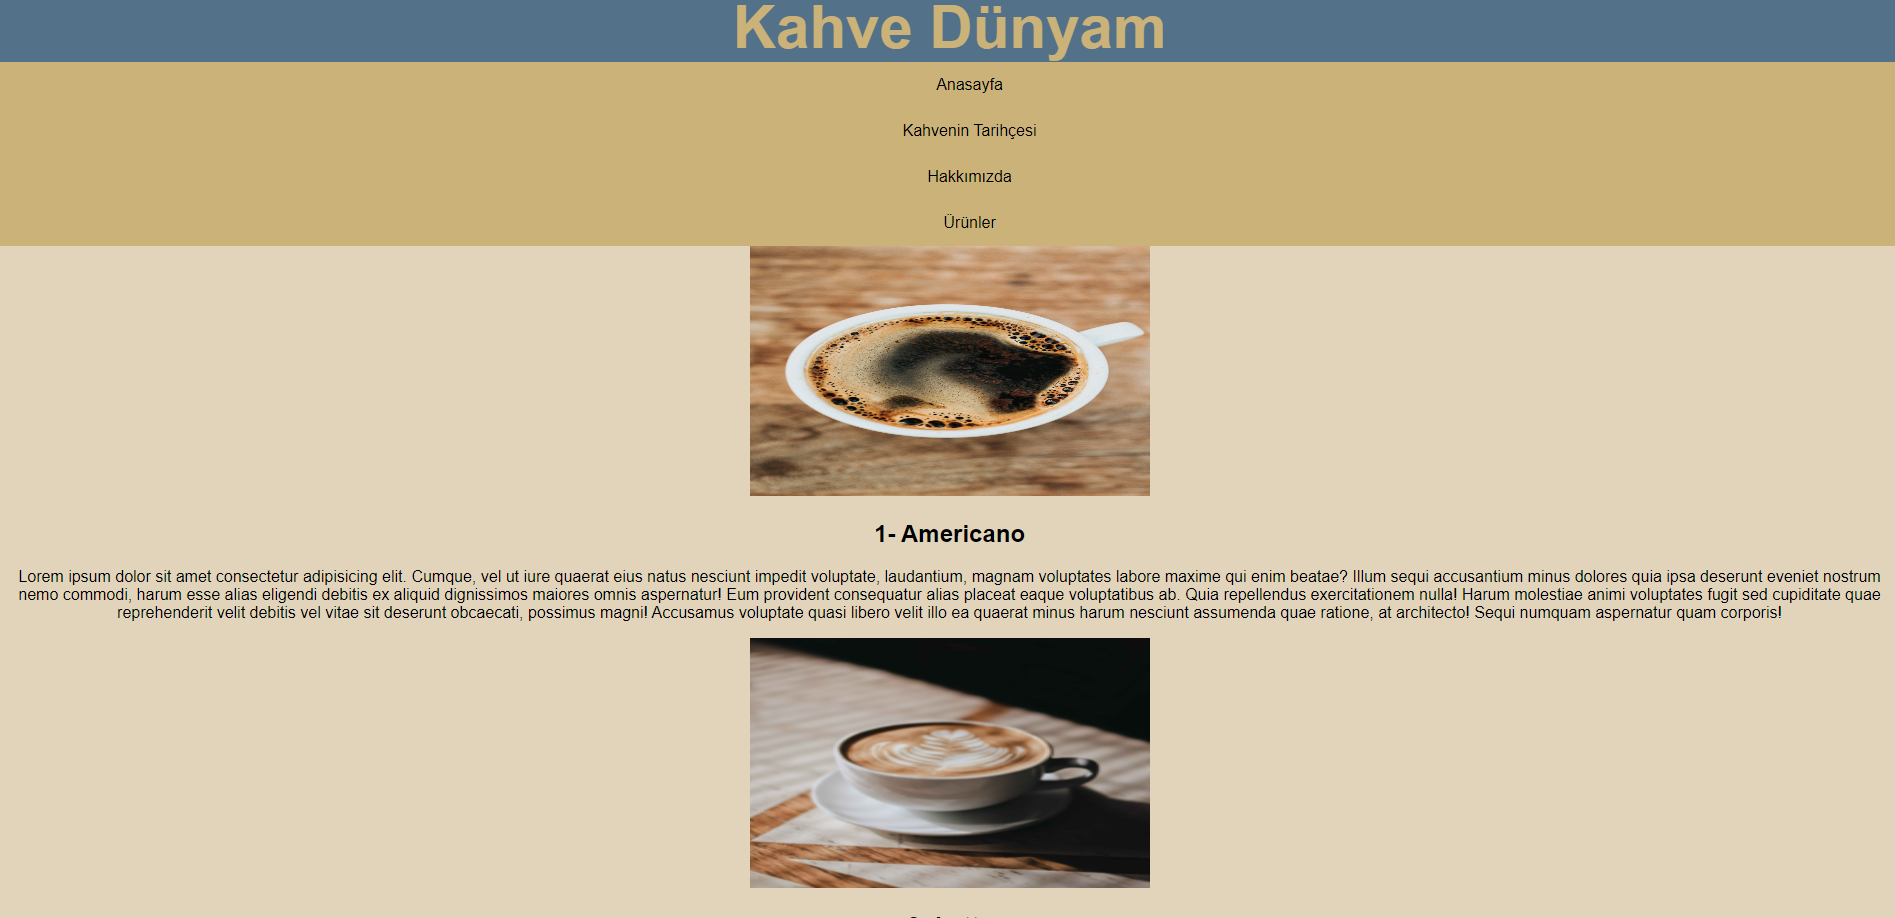 Kahve Dünyam
Anasayfa
Kahvenin Tarihçesi
Hakkımızda
Ürünler
1- Americano
Lorem ipsum dolor sit amet consectetur adipisicing elit. Cumque, vel ut iure quaerat eius natus nesciunt impedit voluptate, laudantium, magnam voluptates labore maxime qui enim beatae? Illum sequi accusantium minus dolores quia ipsa deserunt eveniet nostrum
nemo commodi, harum esse alias eligendi debitis ex aliquid dignissimos maiores omnis aspernatur! Eum provident consequatur alias placeat eaque voluptatibus ab. Quia repellendus exercitationem nulla! Harum molestiae animi voluptates fugit sed cupiditate quae
reprehenderit velit debitis vel vitae sit deserunt obcaecati, possimus magni! Accusamus voluptate quasi libero velit illo ea quaerat minus harum nesciunt assumenda quae ratione, at architecto! Sequi numquam aspernatur quam corporis!